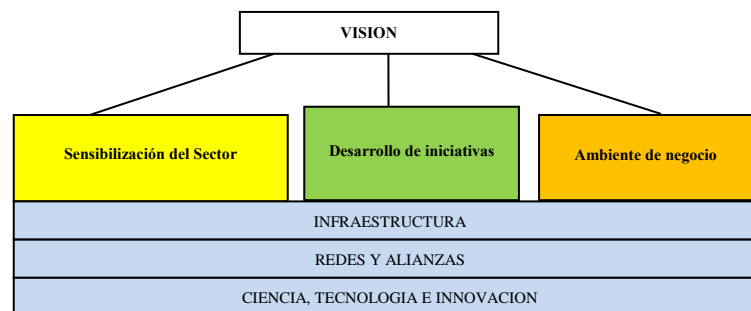 VISION
Sensibilización del Sector
Desarrollo de iniciativas
Ambiente de negocio
INFRAESTRUCTURA
REDES Y ALIANZAS
CIENCIA, TECNOLOGIA E INNOVACION